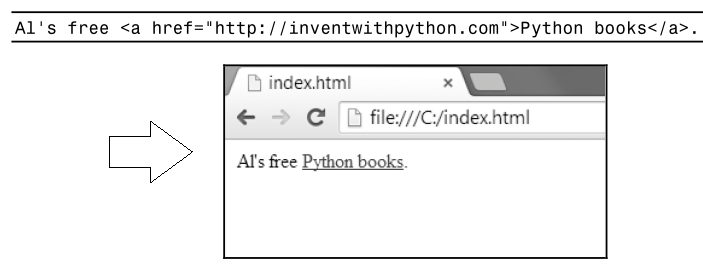 Al's free <a href="http://inventwithpython.com">Python books</a>.
index.html ×
file:///C:/index.html
Al's free Python books.